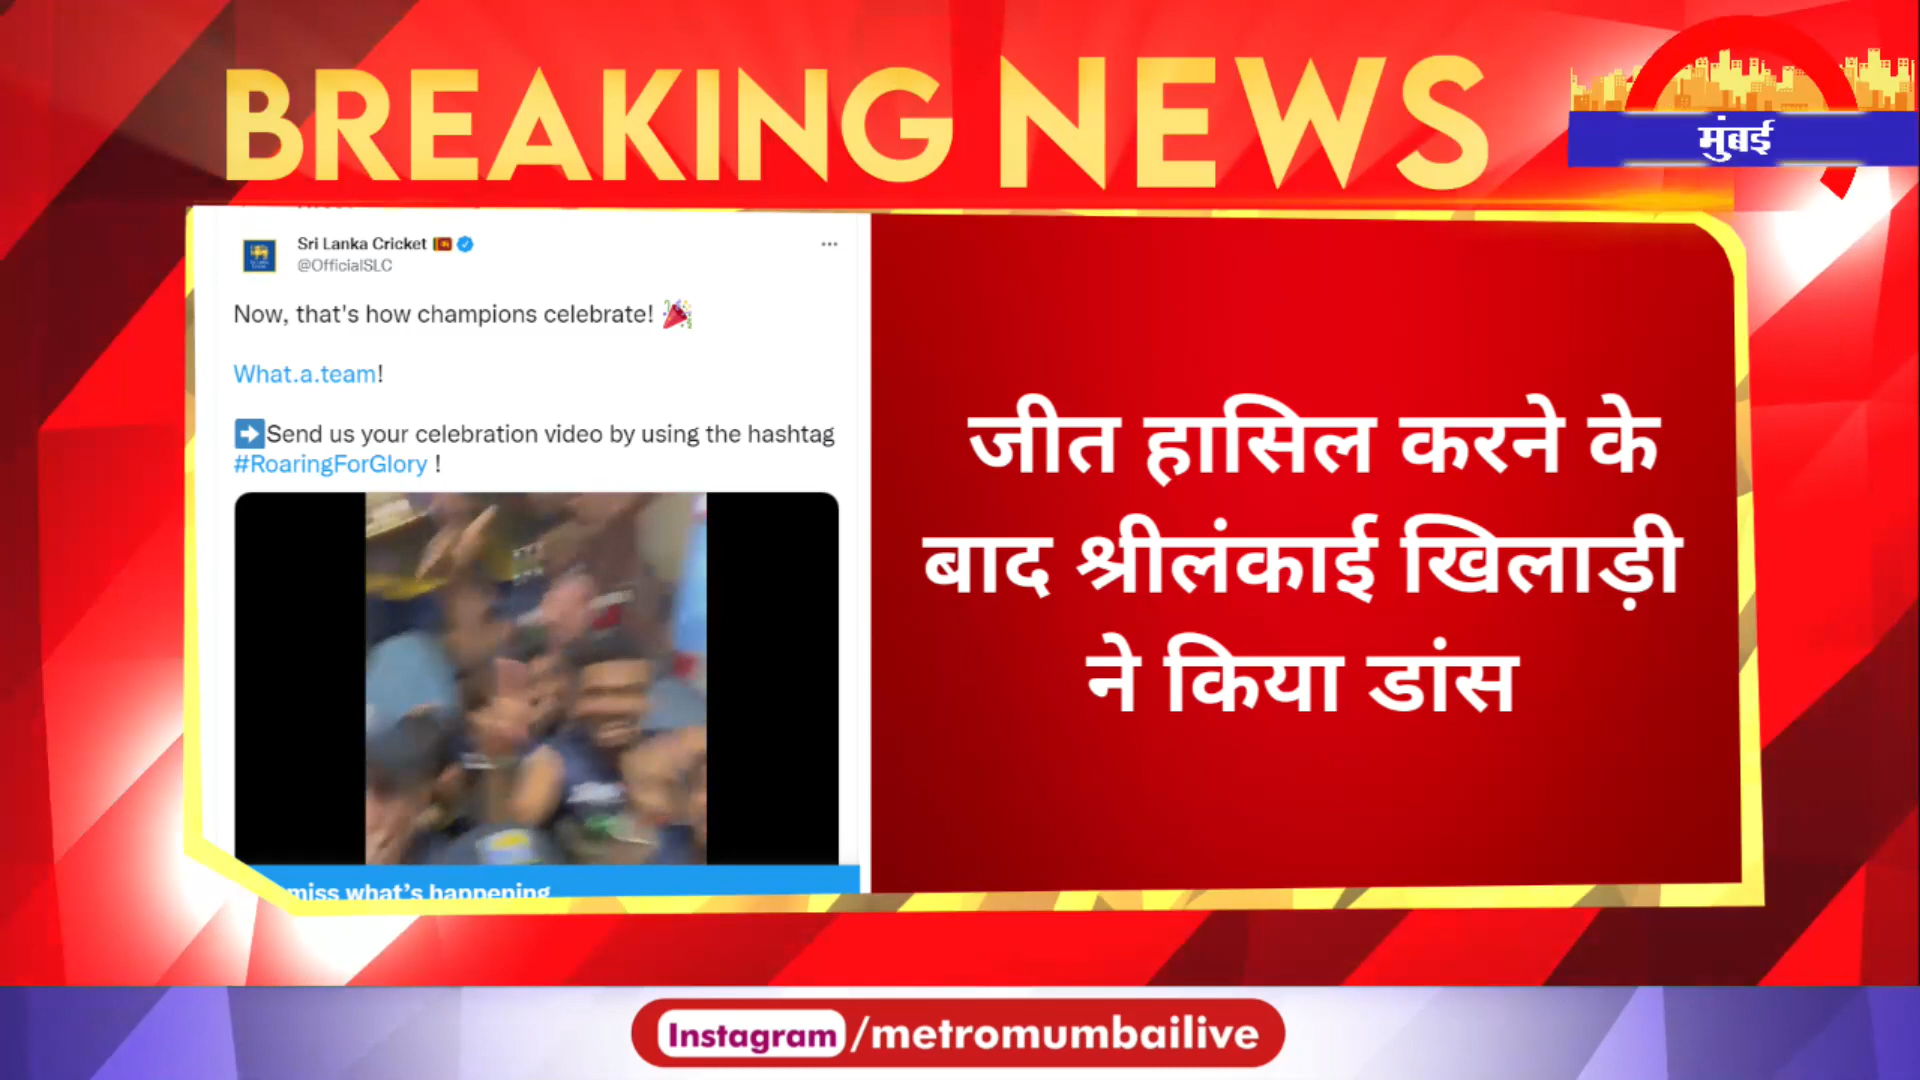 BREAKING NEWS
मुंबई
Sri Lanka Cricket
@OfficialSLC
Now, that's how champions celebrate!
What.a.team!
Send us your celebration video by using the hashtag
#RoaringForGlory !
miss what's happening
जीत हासिल करने के
बाद श्रीलंकाई खिलाड़ी
ने किया डांस
Instagram/metromumbailive